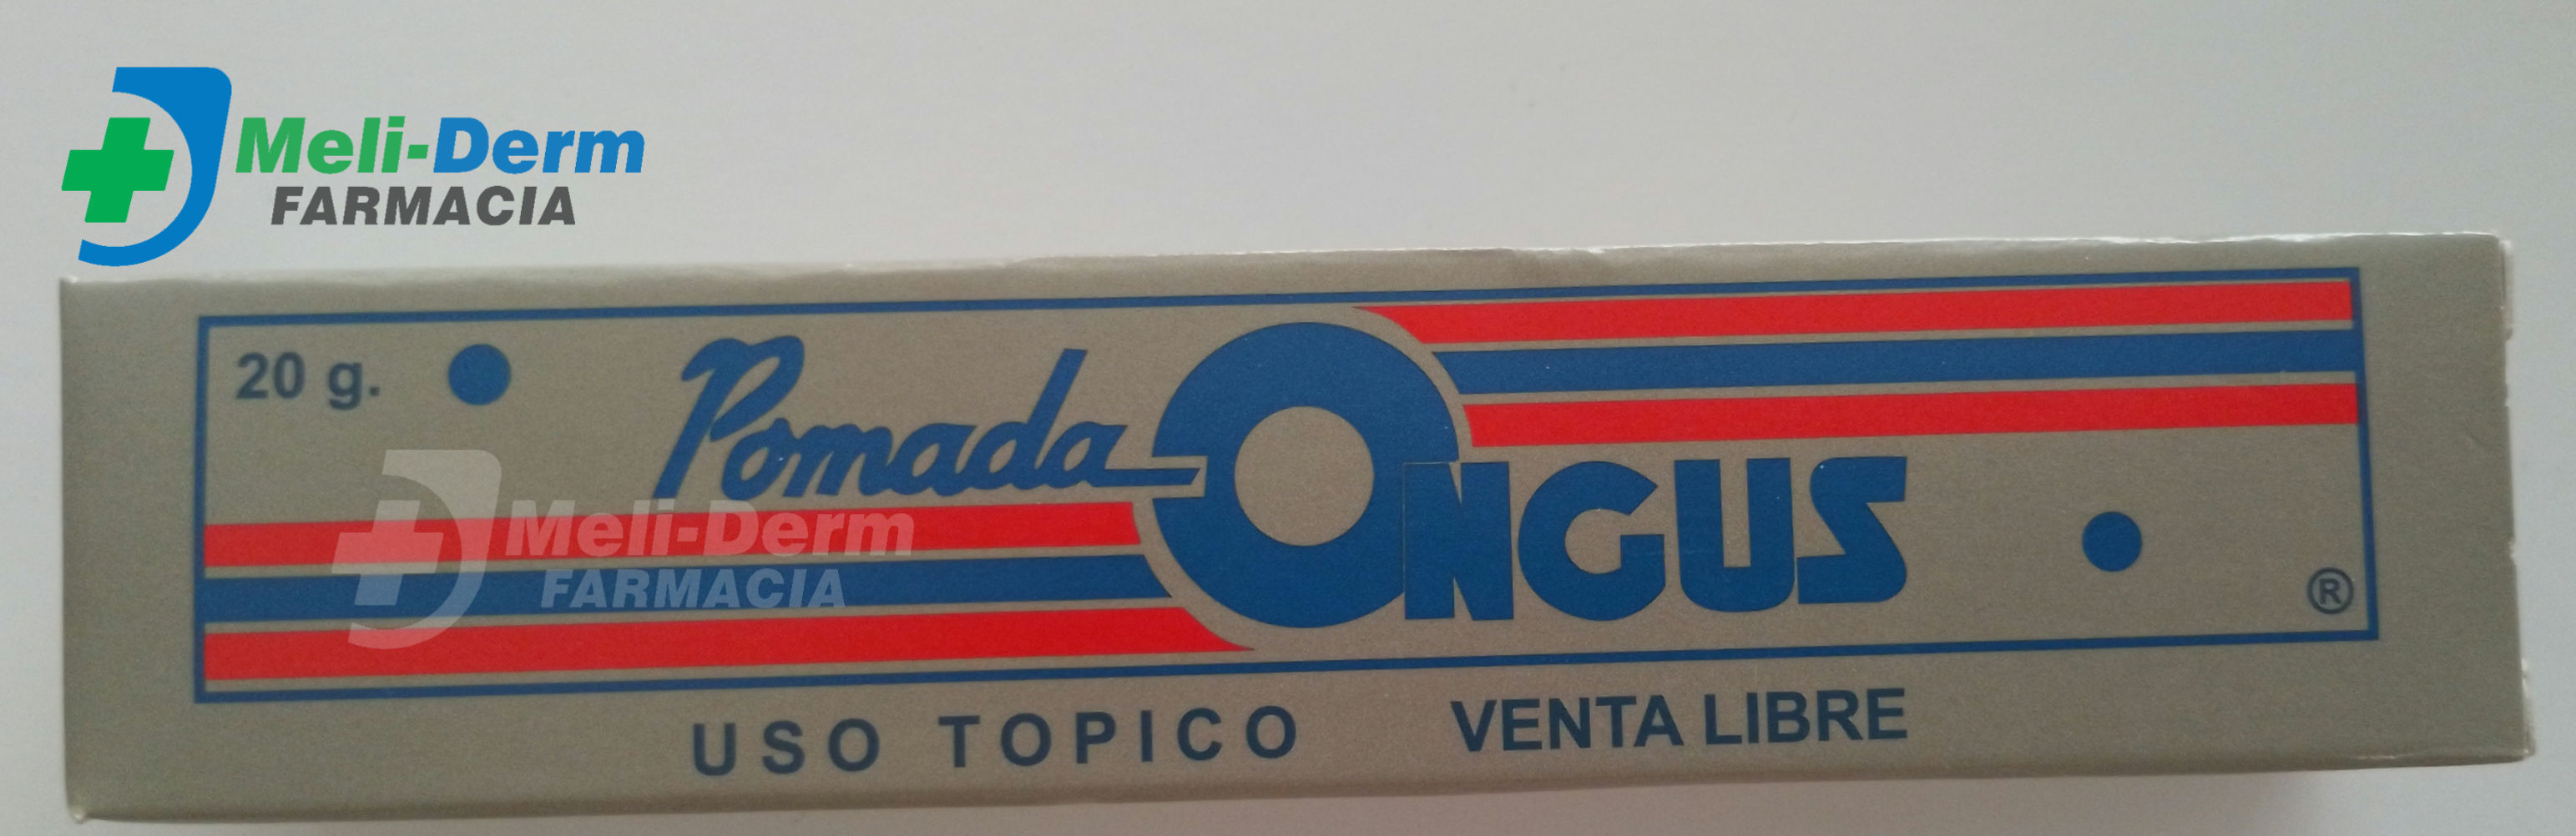 Meli-Derm
FARMACIA
20 g.
Pomada
ONGUS
Meli-Derm
FARMACIA
®
USO TOPICO VENTA LIBRE